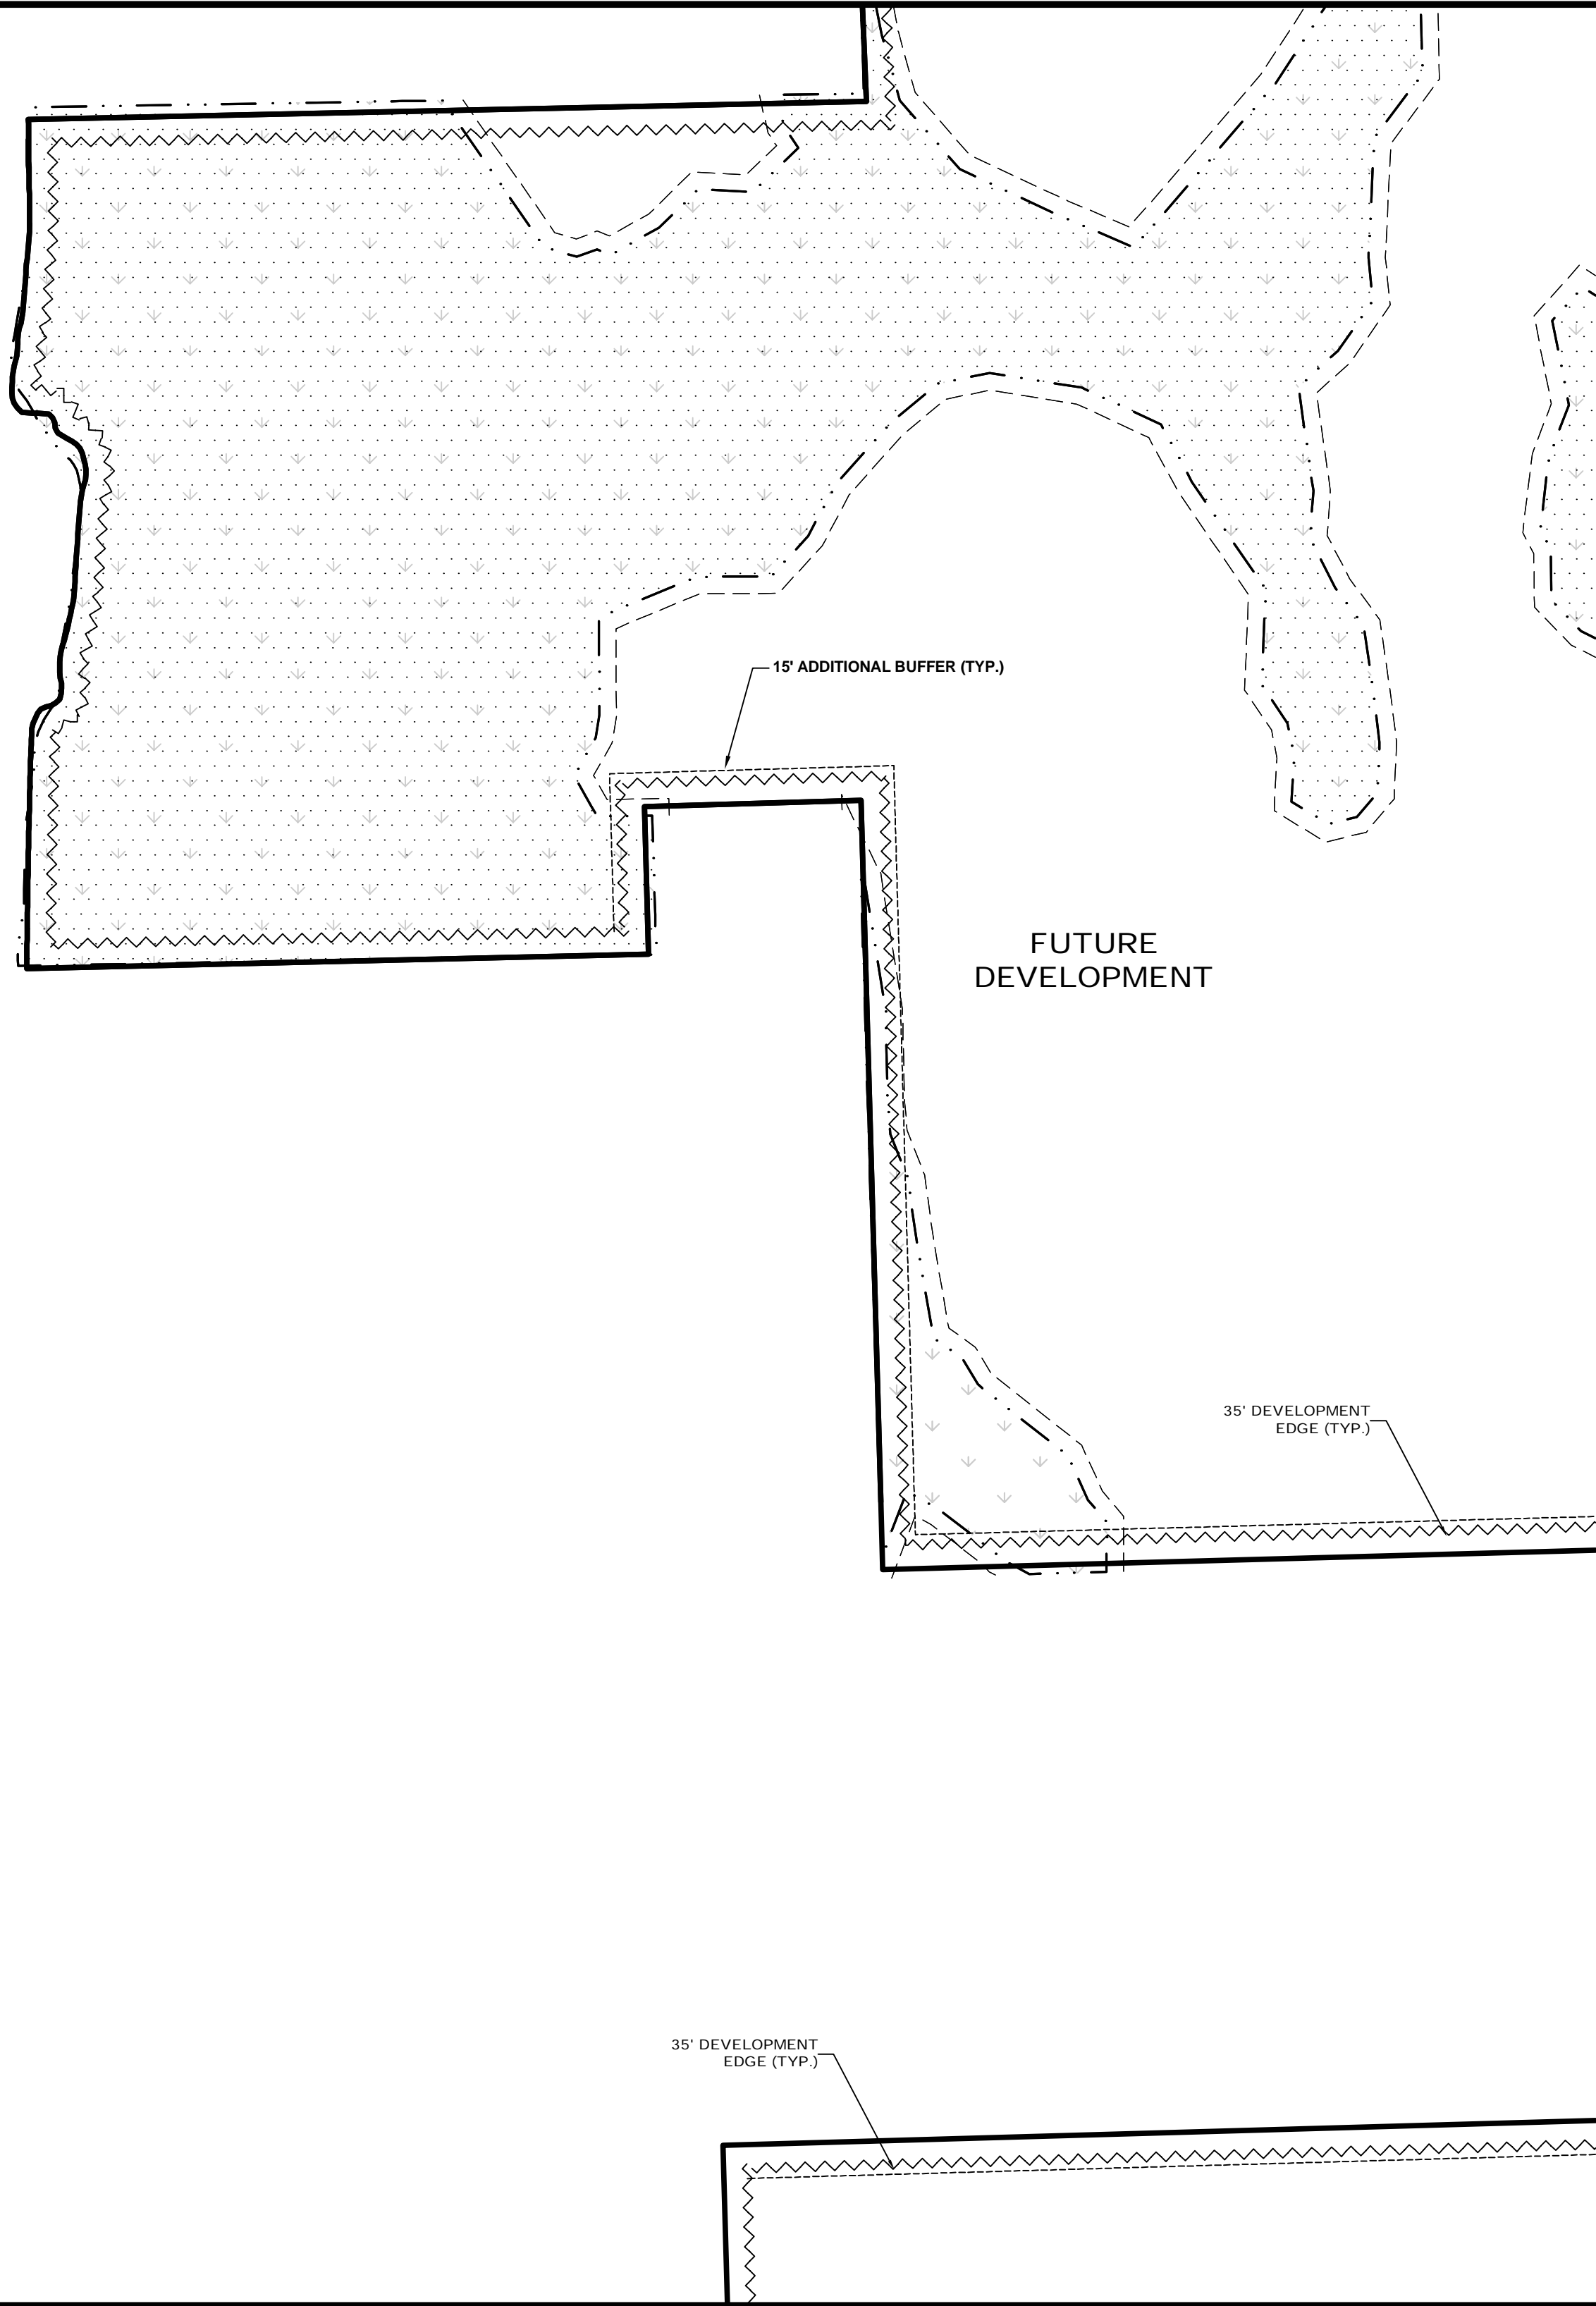 15' ADDITIONAL BUFFER (TYP.)
FUTURE
DEVELOPMENT
35' DEVELOPMENT
EDGE (TYP.)
35' DEVELOPMENT
EDGE (TYP.)